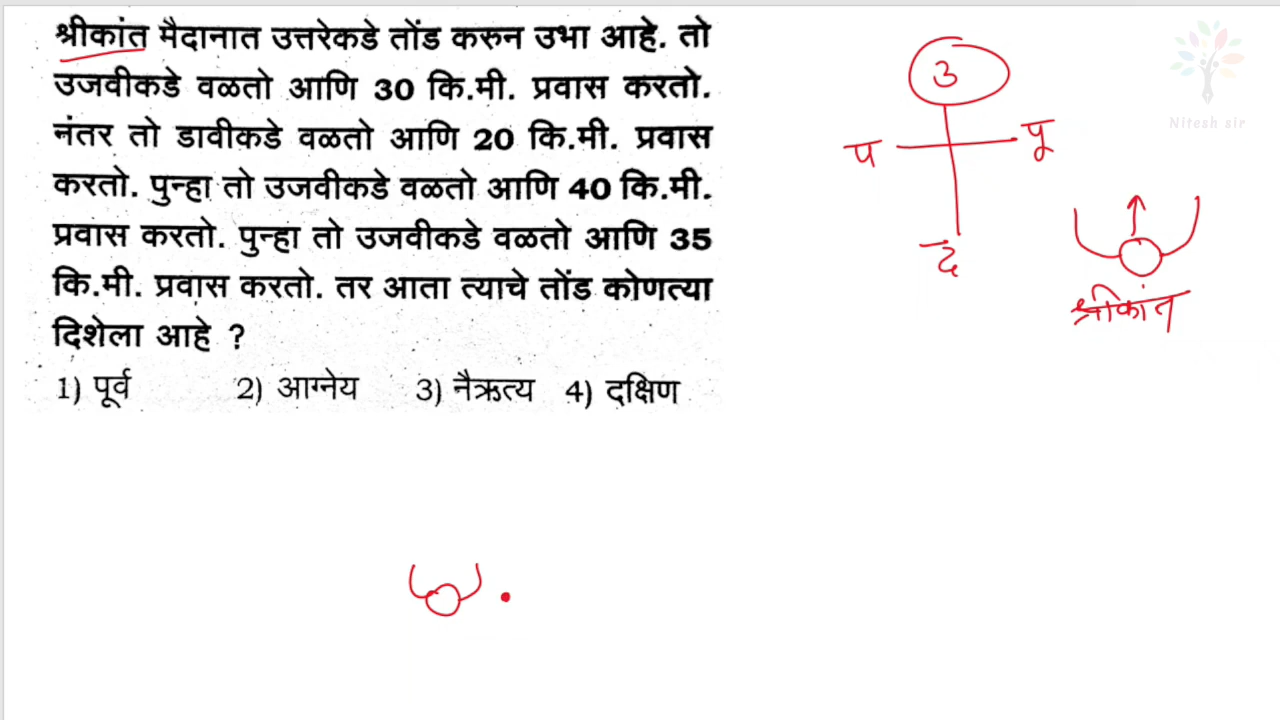 श्रीकांत मैदानात उत्तरेकडे तोंड करुन उभा आहे. तो
उजवीकडे वळतो आणि 30 कि.मी. प्रवास करतो.
नंतर तो डावीकडे वळतो आणि 20 कि.मी. प्रवास
करतो. पुन्हा तो उजवीकडे वळतो आणि 40 कि.मी.
प्रवास करतो. पुन्हा तो उजवीकडे वळतो आणि 35
कि.मी. प्रवास करतो. तर आता त्याचे तोंड कोणत्या
दिशेला आहे ?
1) पूर्व 2) आग्नेय 3) नैऋत्य 4) दक्षिण
उ
प पू
द
श्रीकांत
Nitesh sir